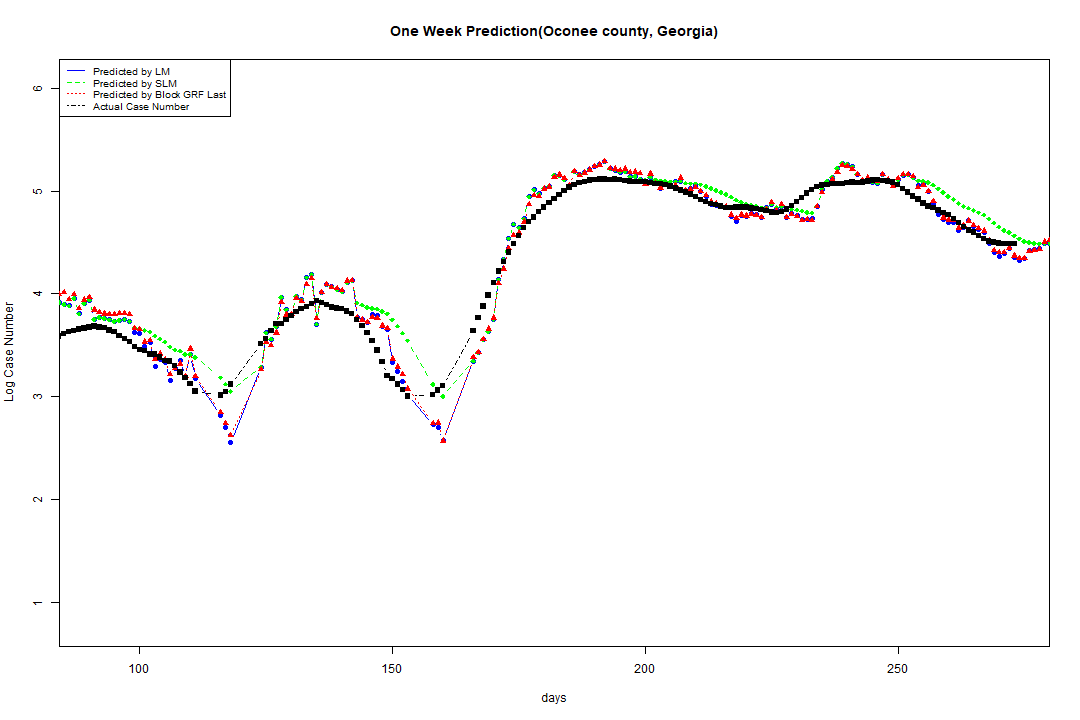 One Week Prediction(Oconee county, Georgia)
Predicted by LM
Predicted by SLM
Predicted by Block GRF Last
Actual Case Number
6
5
4
3
2
1
Log Case Number
100
150
200
250
days